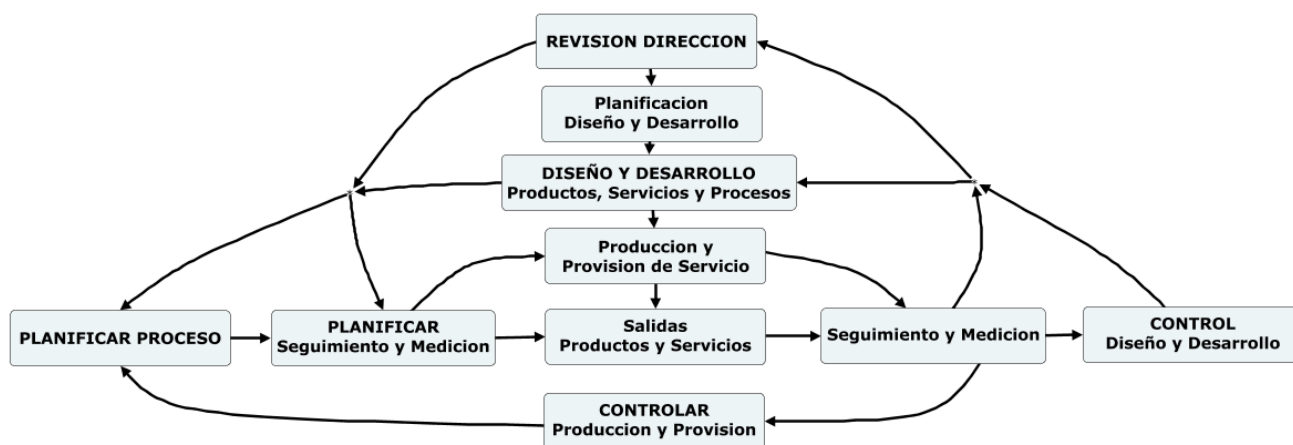 REVISION DIRECCION
Planificacion
Diseño y Desarrollo
DISEÑO Y DESARROLLO
Productos, Servicios y Procesos
Produccion y
Provision de Servicio
PLANIFICAR PROCESO
PLANIFICAR
Seguimiento y Medicion
Salidas
Productos y Servicios
Seguimiento y Medicion
CONTROL
Diseño y Desarrollo
CONTROLAR
Produccion y Provision